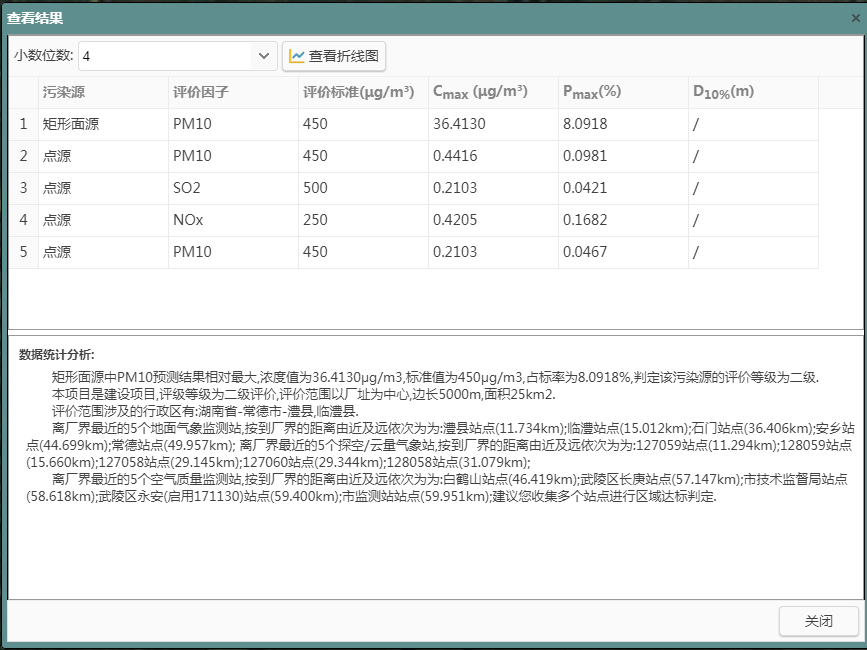 查看结果
小数位数: 4 查看折线图
污染源 评价因子 评价标准(μg/m³) Cmax (μg/m³) Pmax(%) D10%(m)
1 矩形面源 PM10 450 36.4130 8.0918 /
2 点源 PM10 450 0.4416 0.0981 /
3 点源 SO2 500 0.2103 0.0421 /
4 点源 NOx 250 0.4205 0.1682 /
5 点源 PM10 450 0.2103 0.0467 /
数据统计分析:
矩形面源中PM10预测结果相对最大,浓度值为36.4130μg/m3,标准值为450μg/m3,占标率为8.0918%,判定该污染源的评价等级为二级.
本项目是建设项目,评级等级为二级评价,评价范围以厂址为中心,边长5000m,面积25km2.
评价范围涉及的行政区有:湖南省-常德市-澧县,临澧县.
离厂界最近的5个地面气象监测站,按到厂界的距离由近及远依次为为:澧县站点(11.734km);临澧站点(15.012km);石门站点(36.406km);安乡站
点(44.699km);常德站点(49.957km); 离厂界最近的5个探空/云量气象站,按到厂界的距离由近及远依次为为:127059站点(11.294km);128059站点
(15.660km);127058站点(29.145km);127060站点(29.344km);128058站点(31.079km);
离厂界最近的5个空气质量监测站,按到厂界的距离由近及远依次为为:白鹤山站点(46.419km);武陵区长庚站点(57.147km);市技术监督局站点
(58.618km);武陵区永安(启用171130)站点(59.400km);市监测站站点(59.951km);建议您收集多个站点进行区域达标判定.
关闭